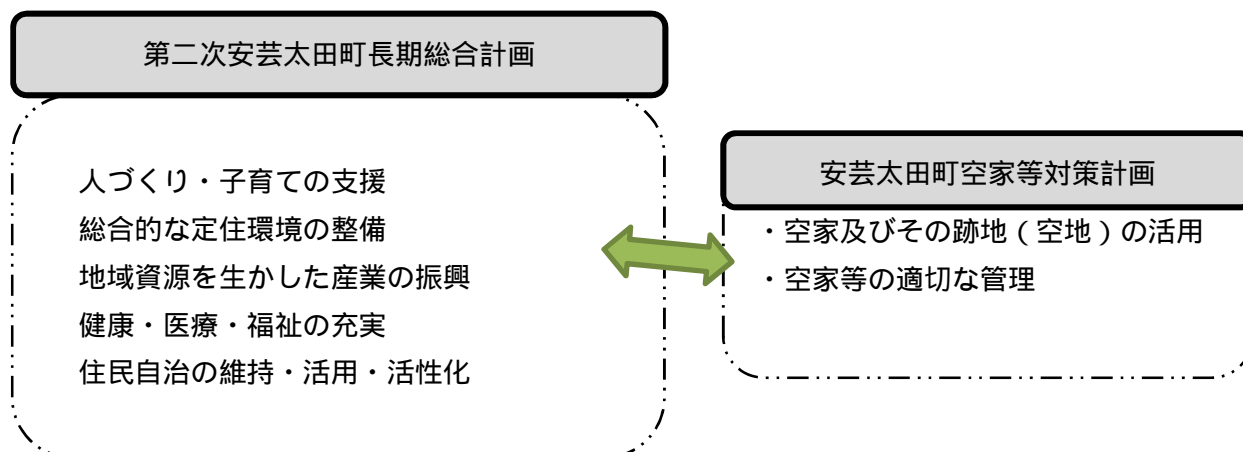 第二次安芸太田町長期総合計画
人づくり・子育ての支援
総合的な定住環境の整備
地域資源を生かした産業の振興
健康・医療・福祉の充実
住民自治の維持・活用・活性化
安芸太田町空家等対策計画
・空家及びその跡地(空地)の活用
・空家等の適切な管理